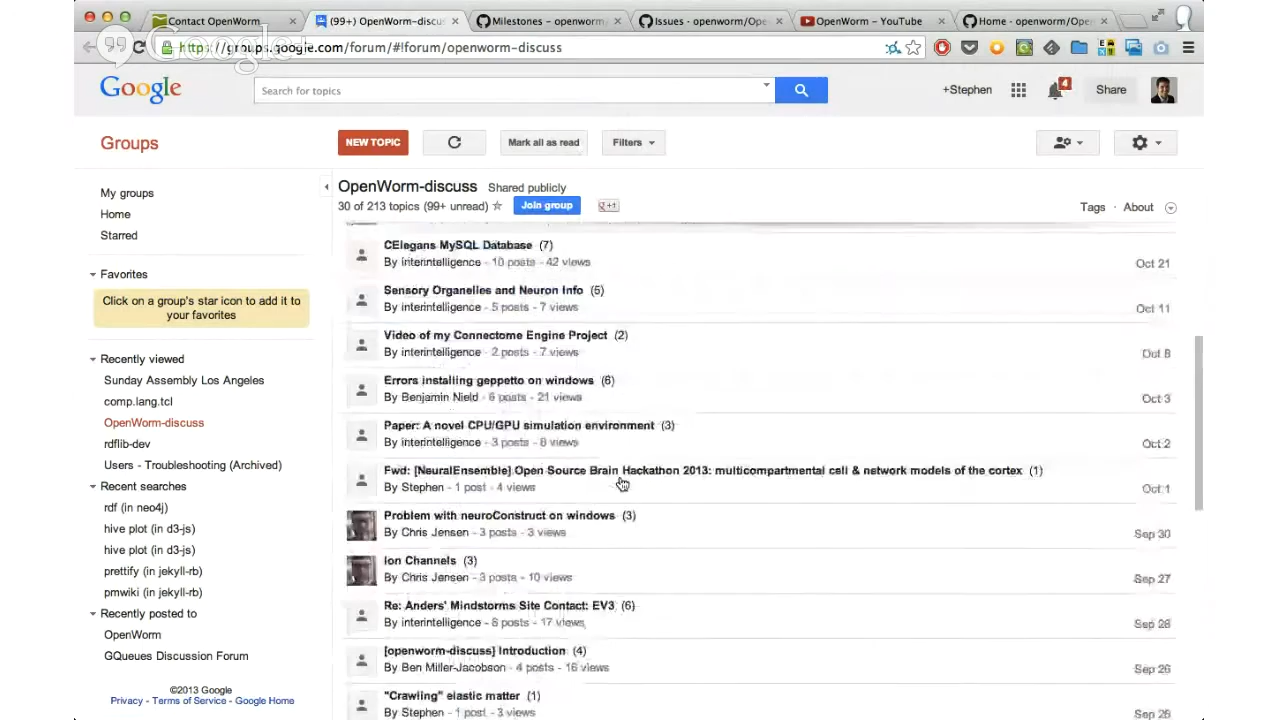 Contact OpenWorm
(99+) OpenWorm-discus
Milestones - openworm/
Issues - openworm/Ope
OpenWorm - YouTube
Home - openworm/Ope
https://groups.google.com/forum/#!forum/openworm-discuss
Google
Search for topics
+Stephen
4
Share
Groups
NEW TOPIC
Mark all as read
Filters
OpenWorm-discuss Shared publicly
30 of 213 topics (99+ unread)
Join group
+1
Tags · About
My groups
Home
Starred
Favorites
Click on a group's star icon to add it to
your favorites
Recently viewed
Sunday Assembly Los Angeles
comp.lang.tcl
OpenWorm-discuss
rdflib-dev
Users - Troubleshooting (Archived)
Recent searches
rdf (in neo4j)
hive plot (in d3-js)
hive plot (in d3-js)
prettify (in jekyll-rb)
pmwiki (in jekyll-rb)
Recently posted to
OpenWorm
GQueues Discussion Forum
©2013 Google
Privacy - Terms of Service - Google Home
CElegans MySQL Database (7)
By interintelligence - 10 posts - 42 views
Oct 21
Sensory Organelles and Neuron Info (5)
By interintelligence - 5 posts - 7 views
Oct 11
Video of my Connectome Engine Project (2)
By interintelligence - 2 posts - 7 views
Oct 8
Errors installing geppetto on windows (6)
By Benjamin Nield - 6 posts - 21 views
Oct 3
Paper: A novel CPU/GPU simulation environment (3)
By interintelligence - 3 posts - 8 views
Oct 2
Fwd: [NeuralEnsemble] Open Source Brain Hackathon 2013: multicompartmental cell & network models of the cortex (1)
By Stephen - 1 post - 4 views
Oct 1
Problem with neuroConstruct on windows (3)
By Chris Jensen - 3 posts - 3 views
Sep 30
Ion Channels (3)
By Chris Jensen - 3 posts - 10 views
Sep 27
Re: Anders' Mindstorms Site Contact: EV3 (6)
By interintelligence - 6 posts - 17 views
Sep 26
[openworm-discuss] Introduction (4)
By Ben Miller-Jacobson - 4 posts - 16 views
Sep 26
"Crawling" elastic matter (1)
By Stephen - 1 post - 3 views
Sep 26